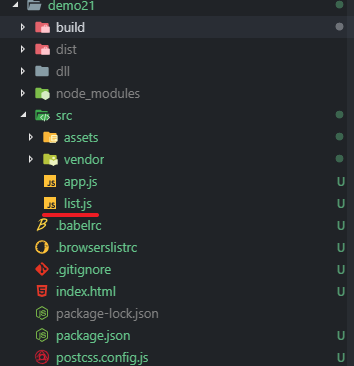 demo21
build
dist
dll
node_modules
src
assets
vendor
JS app.js U
JS list.js U
.babelrc U
.browserslistrc U
.gitignore U
index.html U
package-lock.json
package.json U
postcss.config.js U